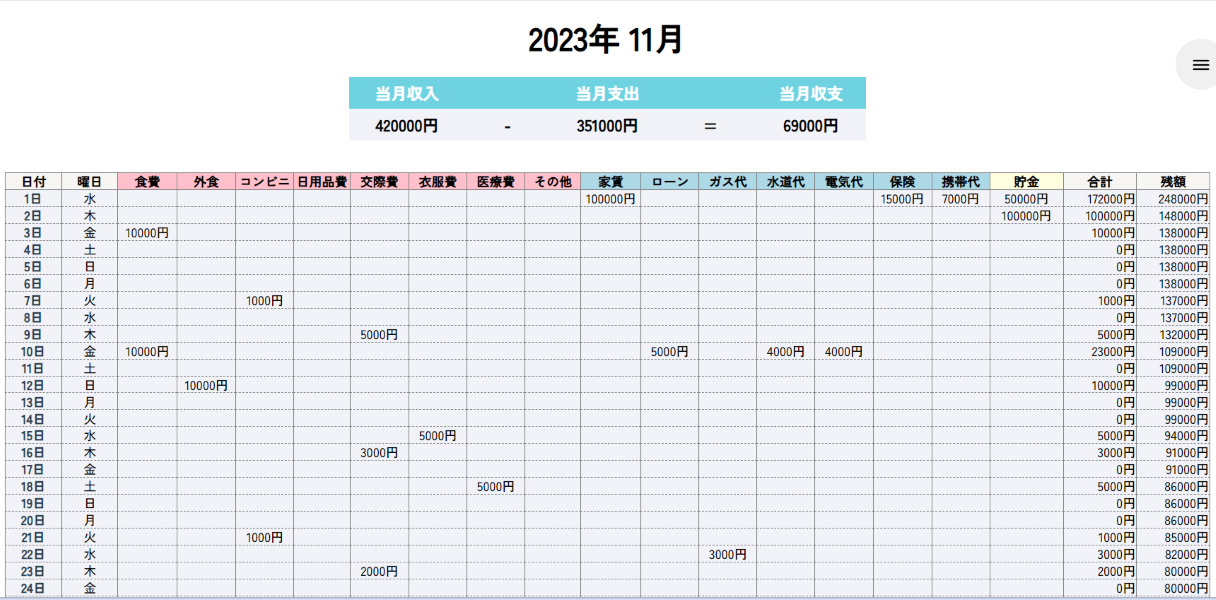 2023年 11月
当月収入 当月支出 当月収支
420000円 - 351000円 = 69000円
日付 曜日 食費 外食 コンビニ 日用品費 交際費 衣服費 医療費 その他 家賃 ローン ガス代 水道代 電気代 保険 携帯代 貯金 合計 残額
1日 水 100000円 15000円 7000円 50000円 172000円 248000円
2日 木 100000円 100000円 148000円
3日 金 10000円 10000円 138000円
4日 土 0円 138000円
5日 日 0円 138000円
6日 月 0円 138000円
7日 火 1000円 1000円 137000円
8日 水 0円 137000円
9日 木 5000円 5000円 132000円
10日 金 10000円 5000円 4000円 4000円 23000円 109000円
11日 土 0円 109000円
12日 日 10000円 10000円 99000円
13日 月 0円 99000円
14日 火 0円 99000円
15日 水 5000円 5000円 94000円
16日 木 3000円 3000円 91000円
17日 金 0円 91000円
18日 土 5000円 5000円 86000円
19日 日 0円 86000円
20日 月 0円 86000円
21日 火 1000円 1000円 85000円
22日 水 3000円 3000円 82000円
23日 木 2000円 2000円 80000円
24日 金 0円 80000円